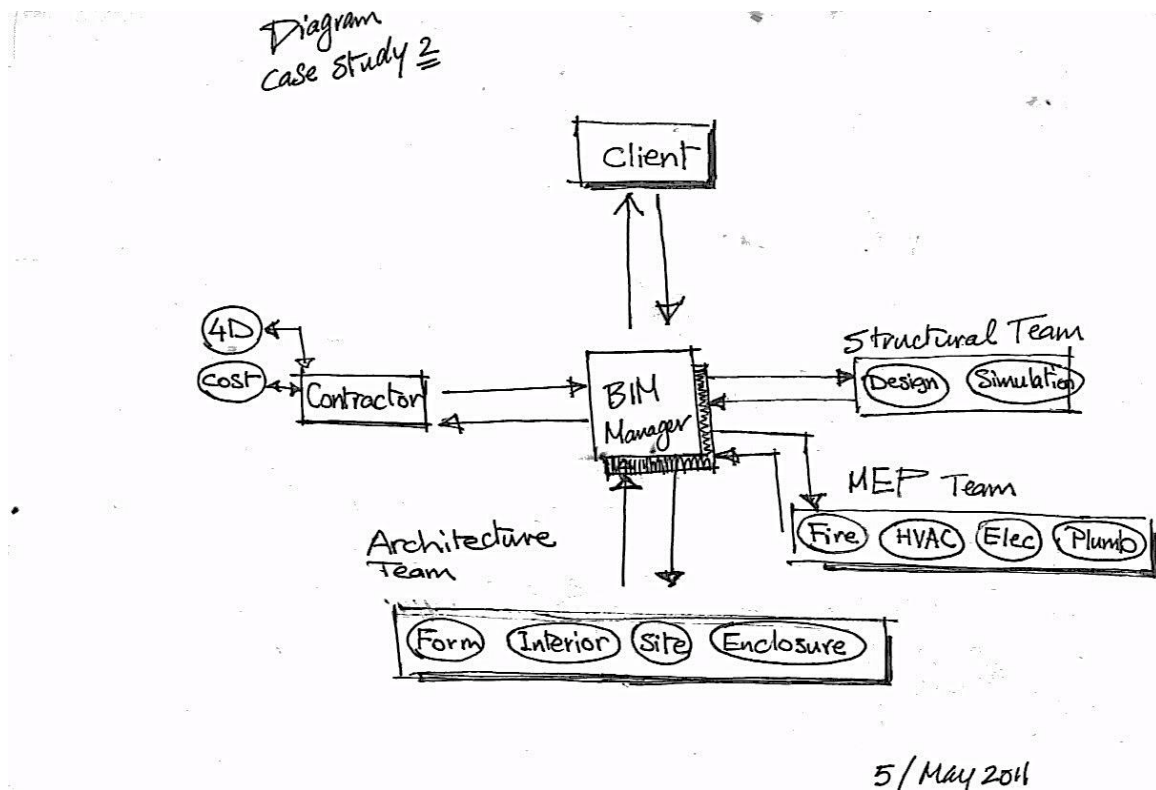 Diagram
Case Study 2
Client
4D
Cost
Contractor
BIM
Manager
Structural Team
Design
Simulation
MEP Team
Fire
HVAC
Elec
Plumb
Architecture
Team
Form
Interior
Site
Enclosure
5/May 2011